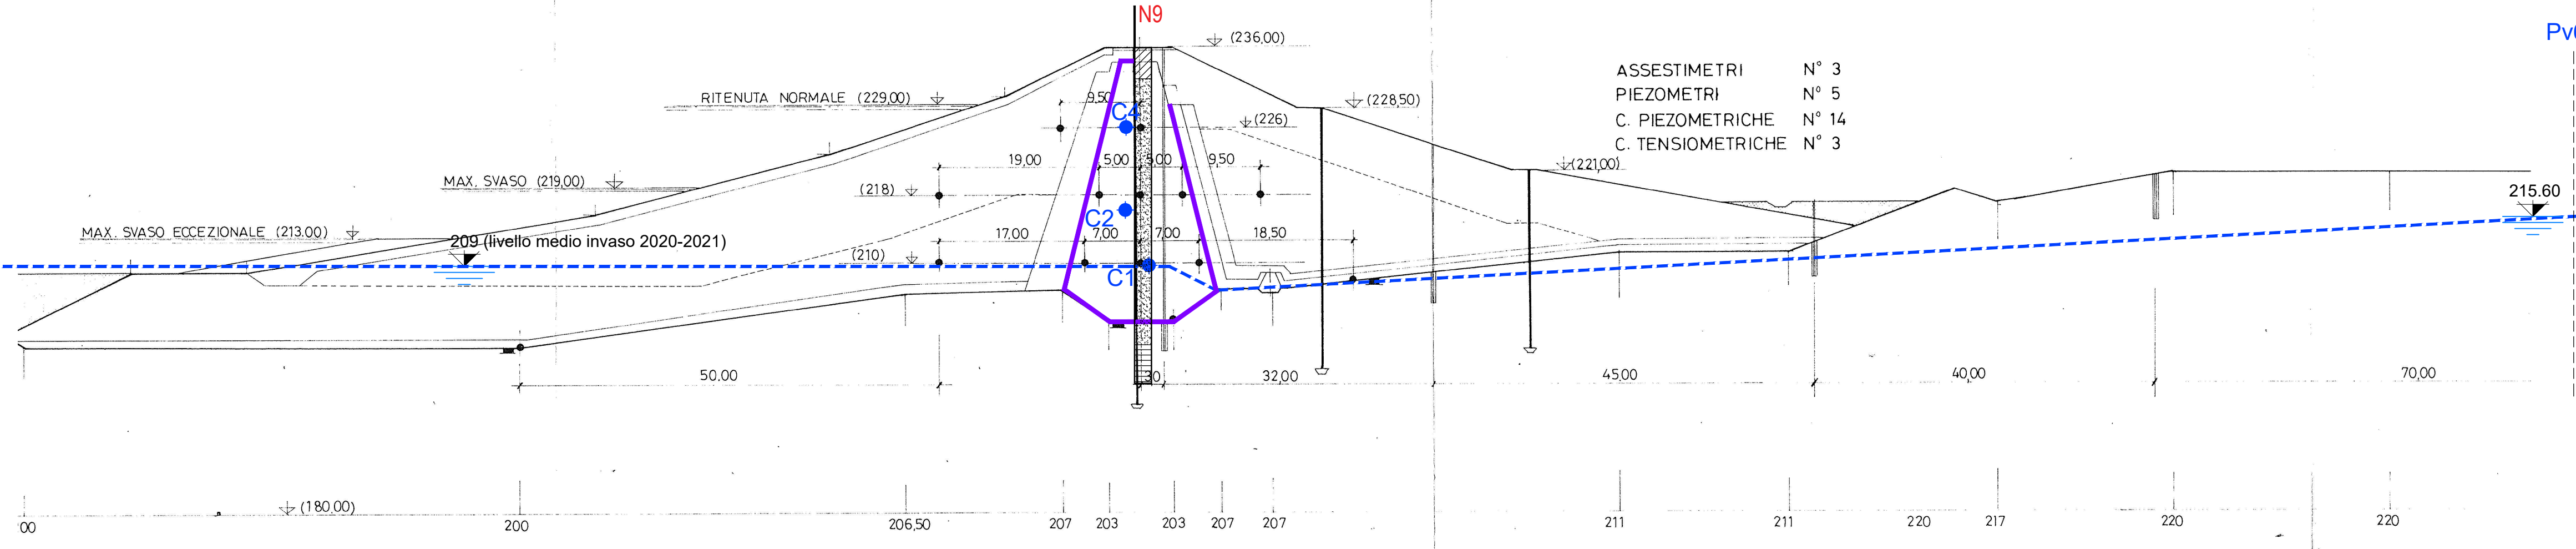 N9
Pv
(236,00)
ASSESTIMETRI N° 3
PIEZOMETRI N° 5
C. PIEZOMETRICHE N° 14
C. TENSIOMETRICHE N° 3
RITENUTA NORMALE (229,00)
9,50
(228,50)
C4
(226)
19,00
5,00
5,00
9,50
(221,00)
MAX. SVASO (219,00)
(218)
215.60
C2
MAX. SVASO ECCEZIONALE (213.00)
209 (livello medio invaso 2020-2021)
17,00
7,00
7,00
18,50
(210)
C1
50.00
30
32,00
45,00
40,00
70,00
(180,00)
00
200
206,50
207
203
203
207
207
211
211
220
217
220
220